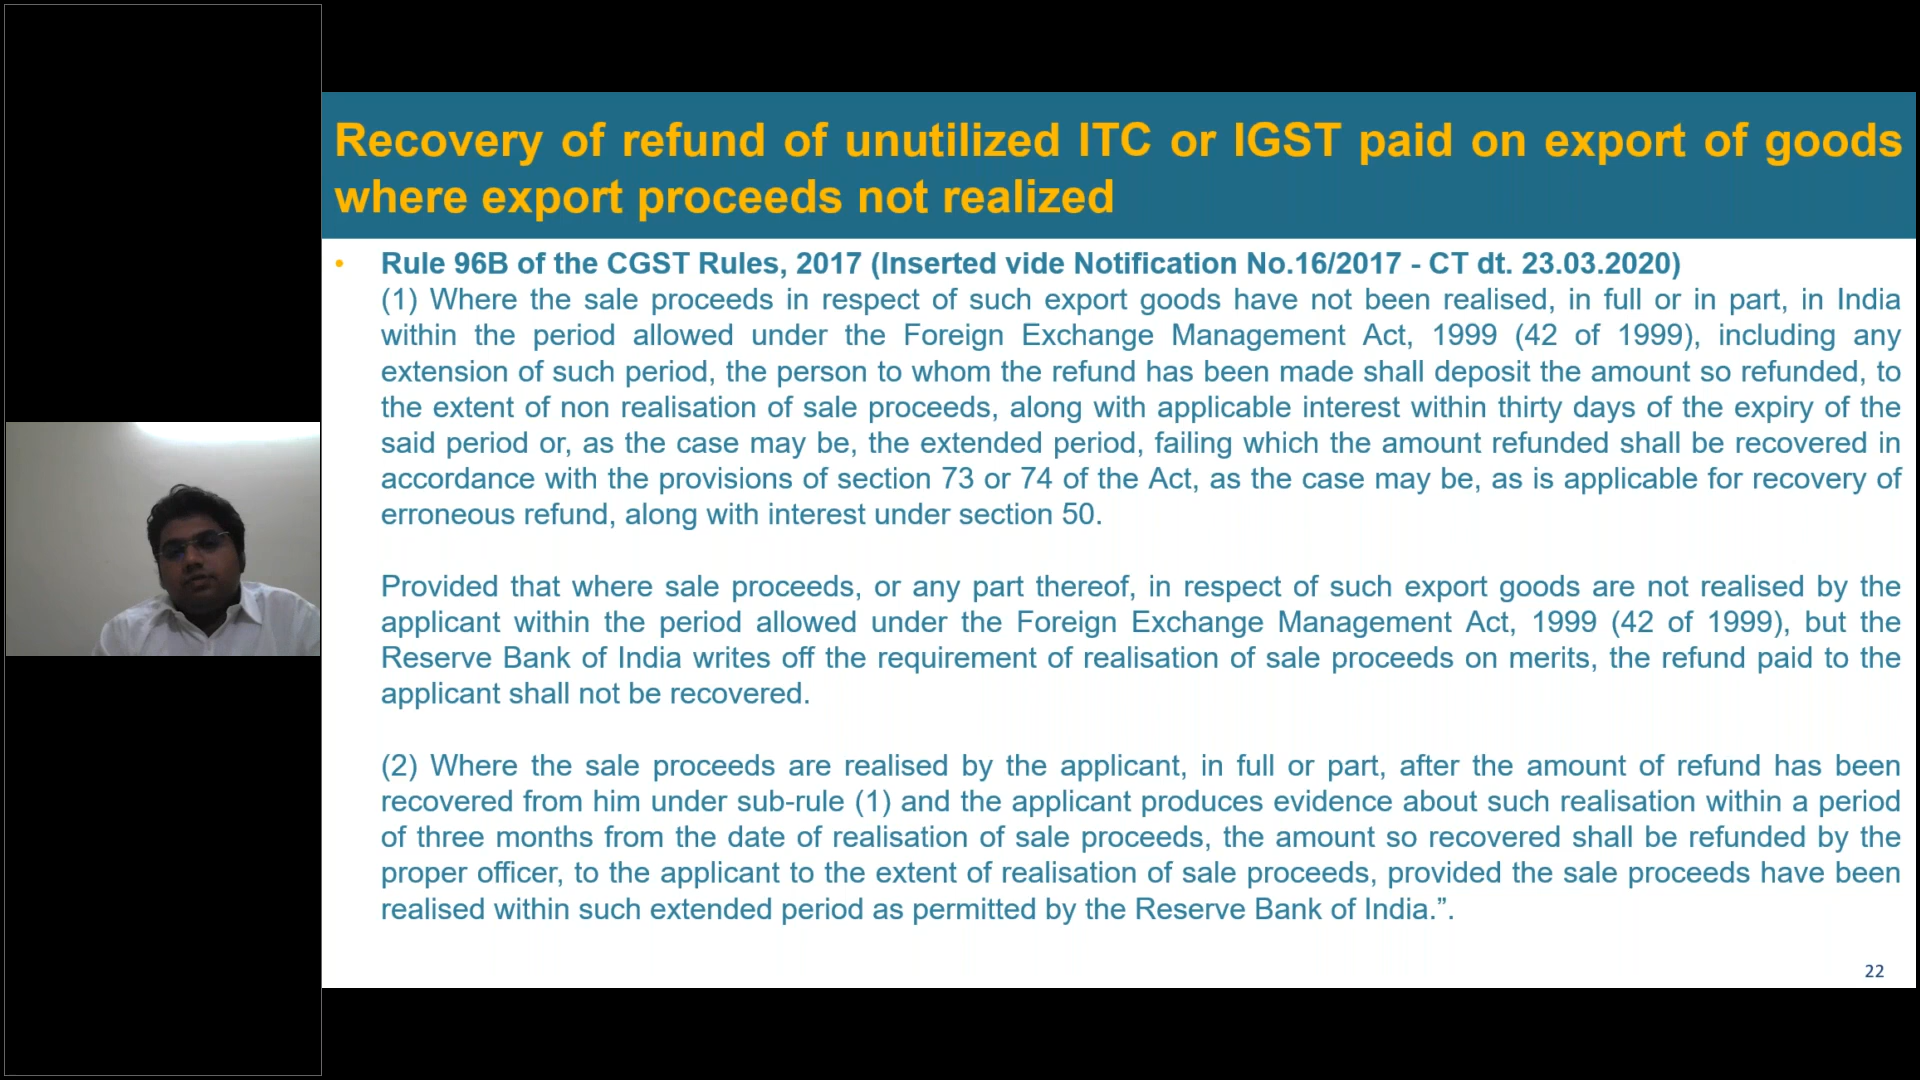 Recovery of refund of unutilized ITC or IGST paid on export of goods
where export proceeds not realized
• Rule 96B of the CGST Rules, 2017 (Inserted vide Notification No.16/2017 - CT dt. 23.03.2020)
(1) Where the sale proceeds in respect of such export goods have not been realised, in full or in part, in India
within the period allowed under the Foreign Exchange Management Act, 1999 (42 of 1999), including any
extension of such period, the person to whom the refund has been made shall deposit the amount so refunded, to
the extent of non realisation of sale proceeds, along with applicable interest within thirty days of the expiry of the
said period or, as the case may be, the extended period, failing which the amount refunded shall be recovered in
accordance with the provisions of section 73 or 74 of the Act, as the case may be, as is applicable for recovery of
erroneous refund, along with interest under section 50.
Provided that where sale proceeds, or any part thereof, in respect of such export goods are not realised by the
applicant within the period allowed under the Foreign Exchange Management Act, 1999 (42 of 1999), but the
Reserve Bank of India writes off the requirement of realisation of sale proceeds on merits, the refund paid to the
applicant shall not be recovered.
(2) Where the sale proceeds are realised by the applicant, in full or part, after the amount of refund has been
recovered from him under sub-rule (1) and the applicant produces evidence about such realisation within a period
of three months from the date of realisation of sale proceeds, the amount so recovered shall be refunded by the
proper officer, to the applicant to the extent of realisation of sale proceeds, provided the sale proceeds have been
realised within such extended period as permitted by the Reserve Bank of India.”.
22